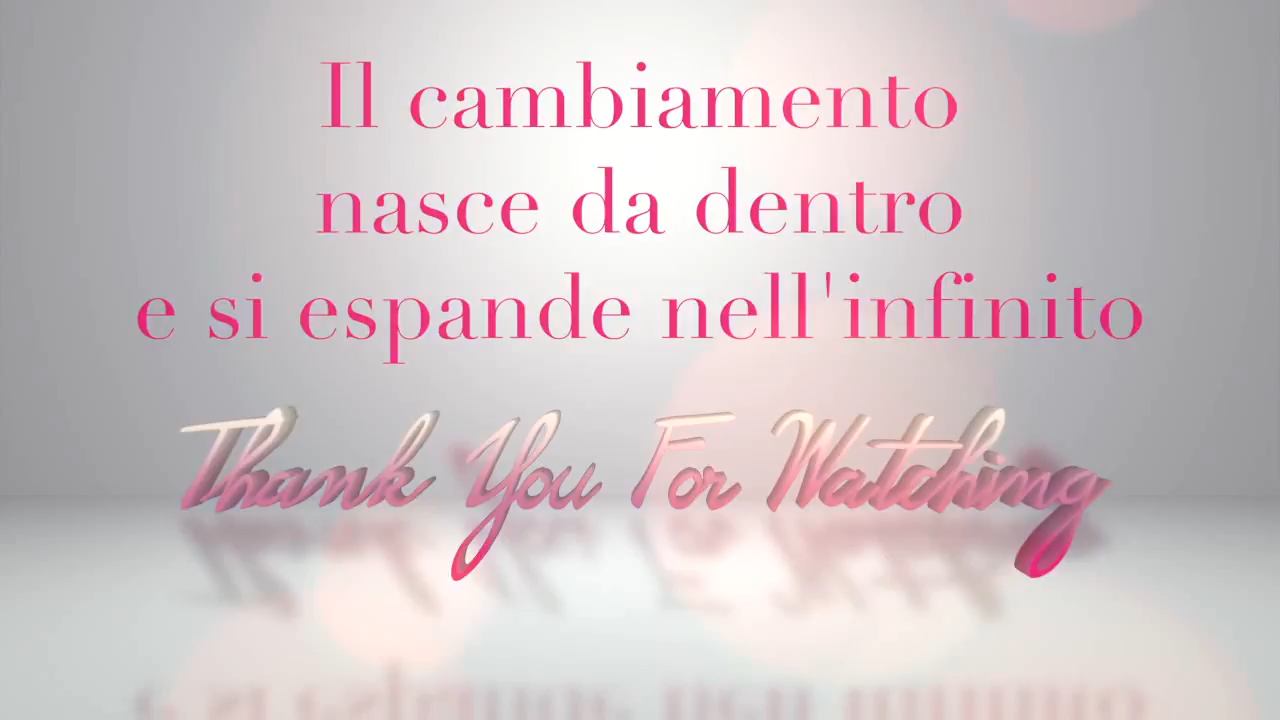 Il cambiamento
nasce da dentro
e si espande nell'infinito
Thank You For Watching